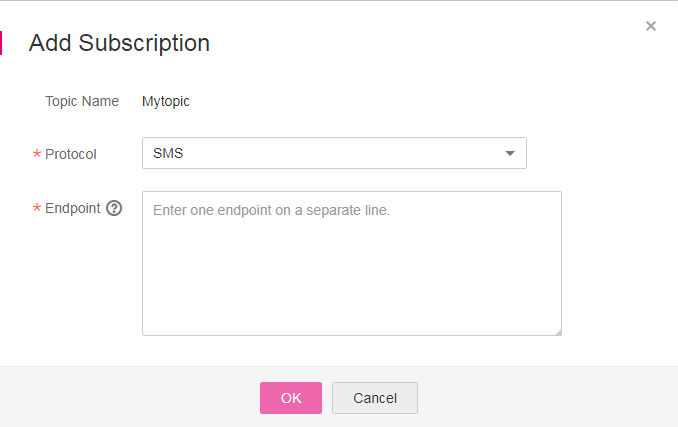 Add Subscription
×
Topic Name Mytopic
* Protocol SMS
* Endpoint ? Enter one endpoint on a separate line.
OK Cancel